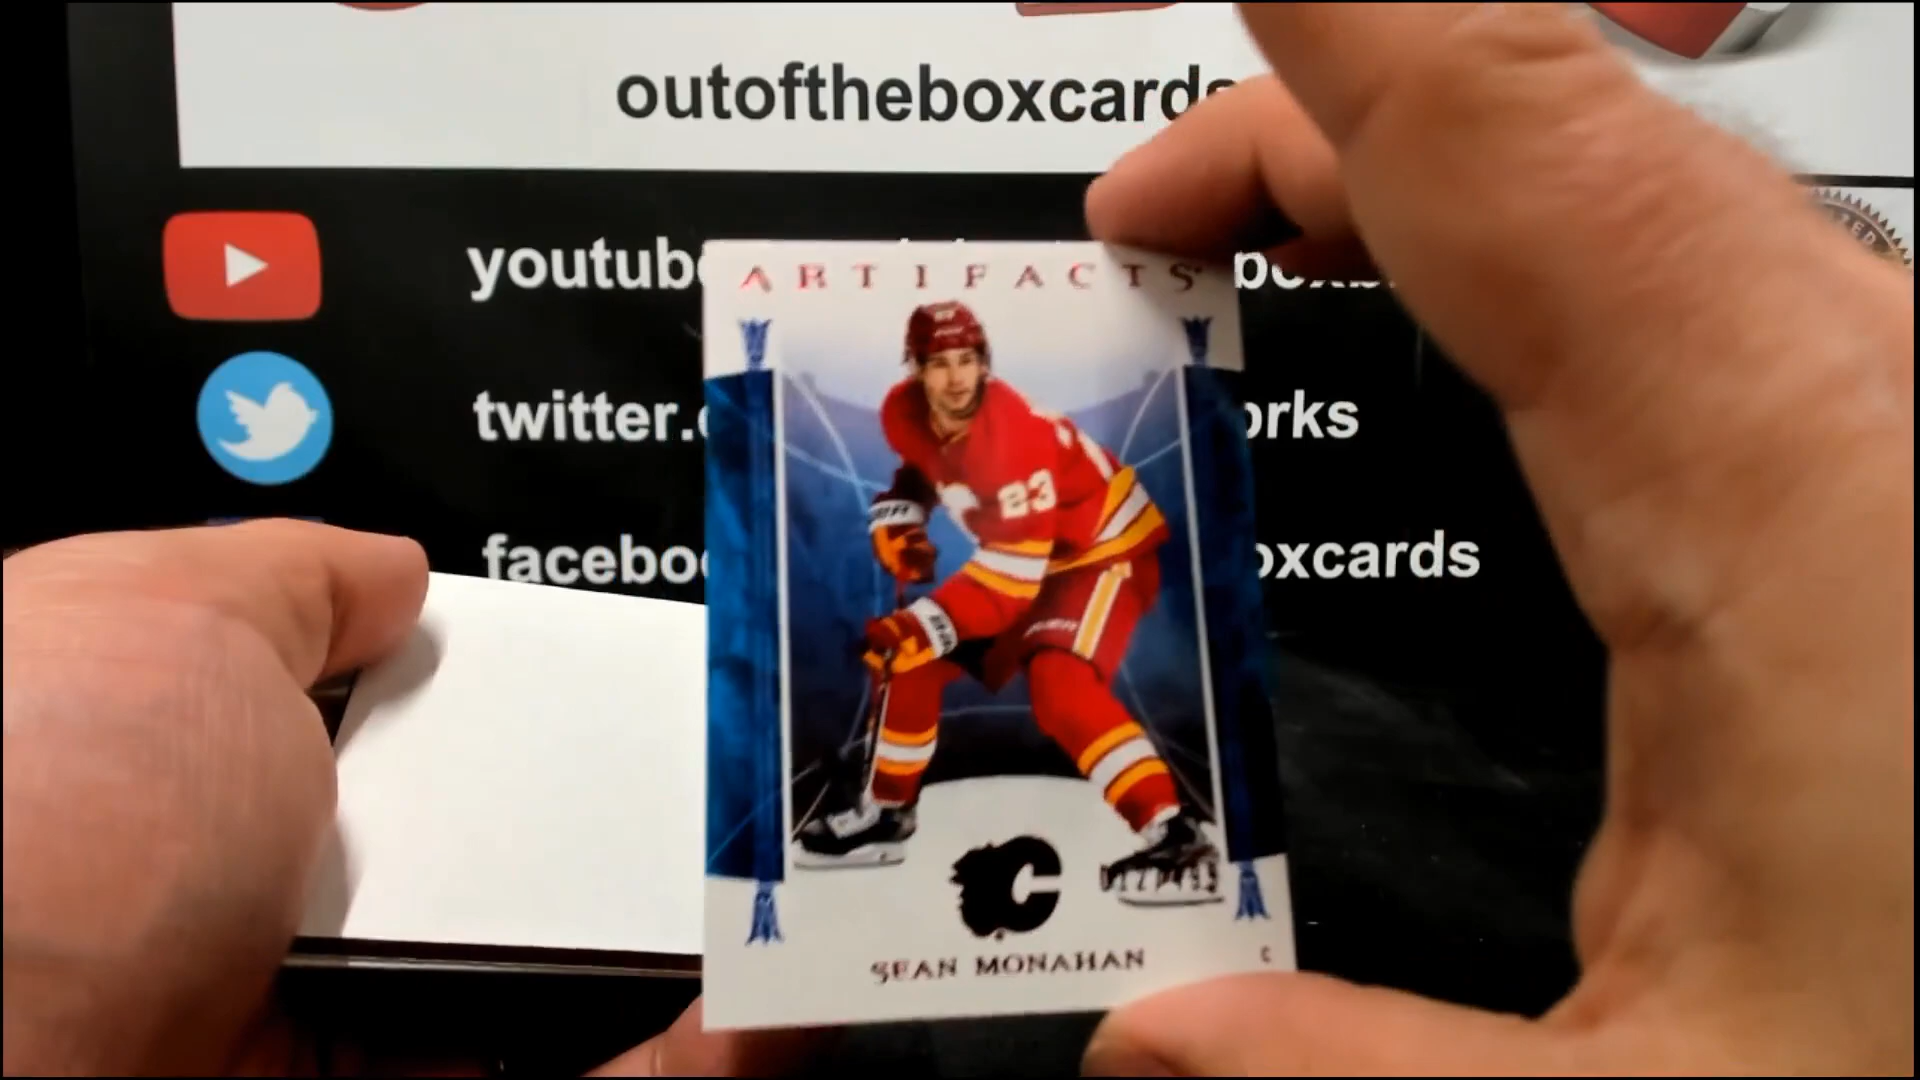 outoftheboxcards
youtub
ARTIFACTS
twitter.
orks
23
facebo
oxcards
C
SEAN MONAHAN
C